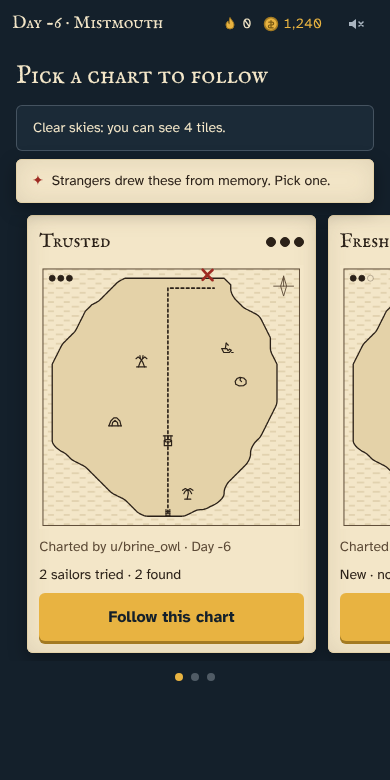 Day -6 · Mistmouth
0
1,240
Pick a chart to follow
Clear skies: you can see 4 tiles.
Strangers drew these from memory. Pick one.
Trusted
Charted by u/brine_owl · Day -6
2 sailors tried · 2 found
Follow this chart
Fresh
Charted
New · no